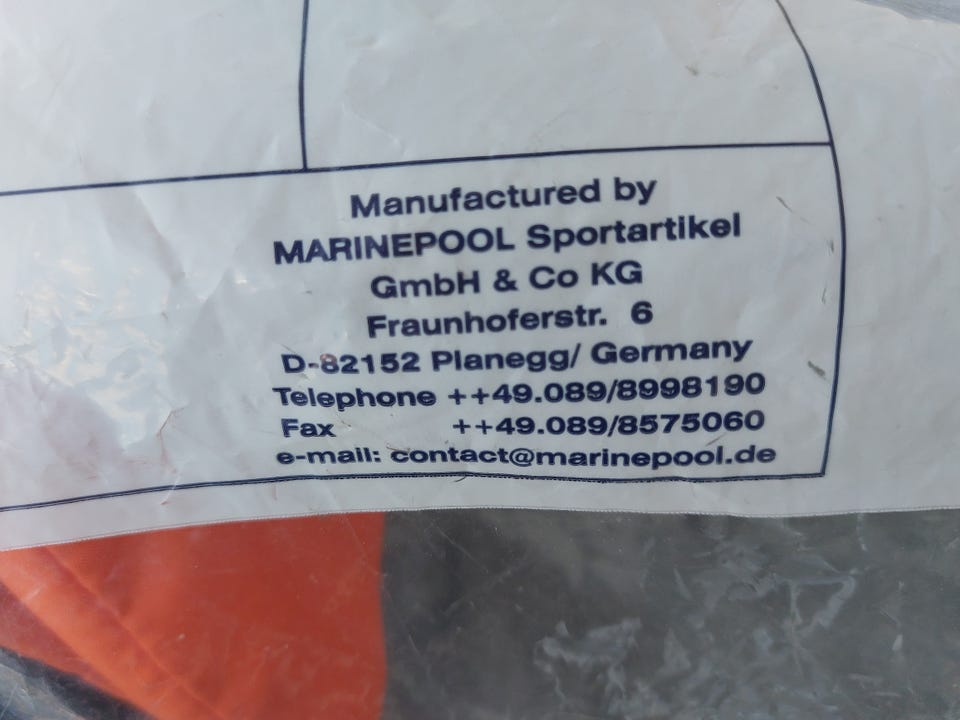 Manufactured by
MARINEPOOL Sportartikel
GmbH & Co KG
Fraunhoferstr. 6
D-82152 Planegg/ Germany
Telephone ++49.089/8998190
Fax ++49.089/8575060
e-mail: contact@marinepool.de